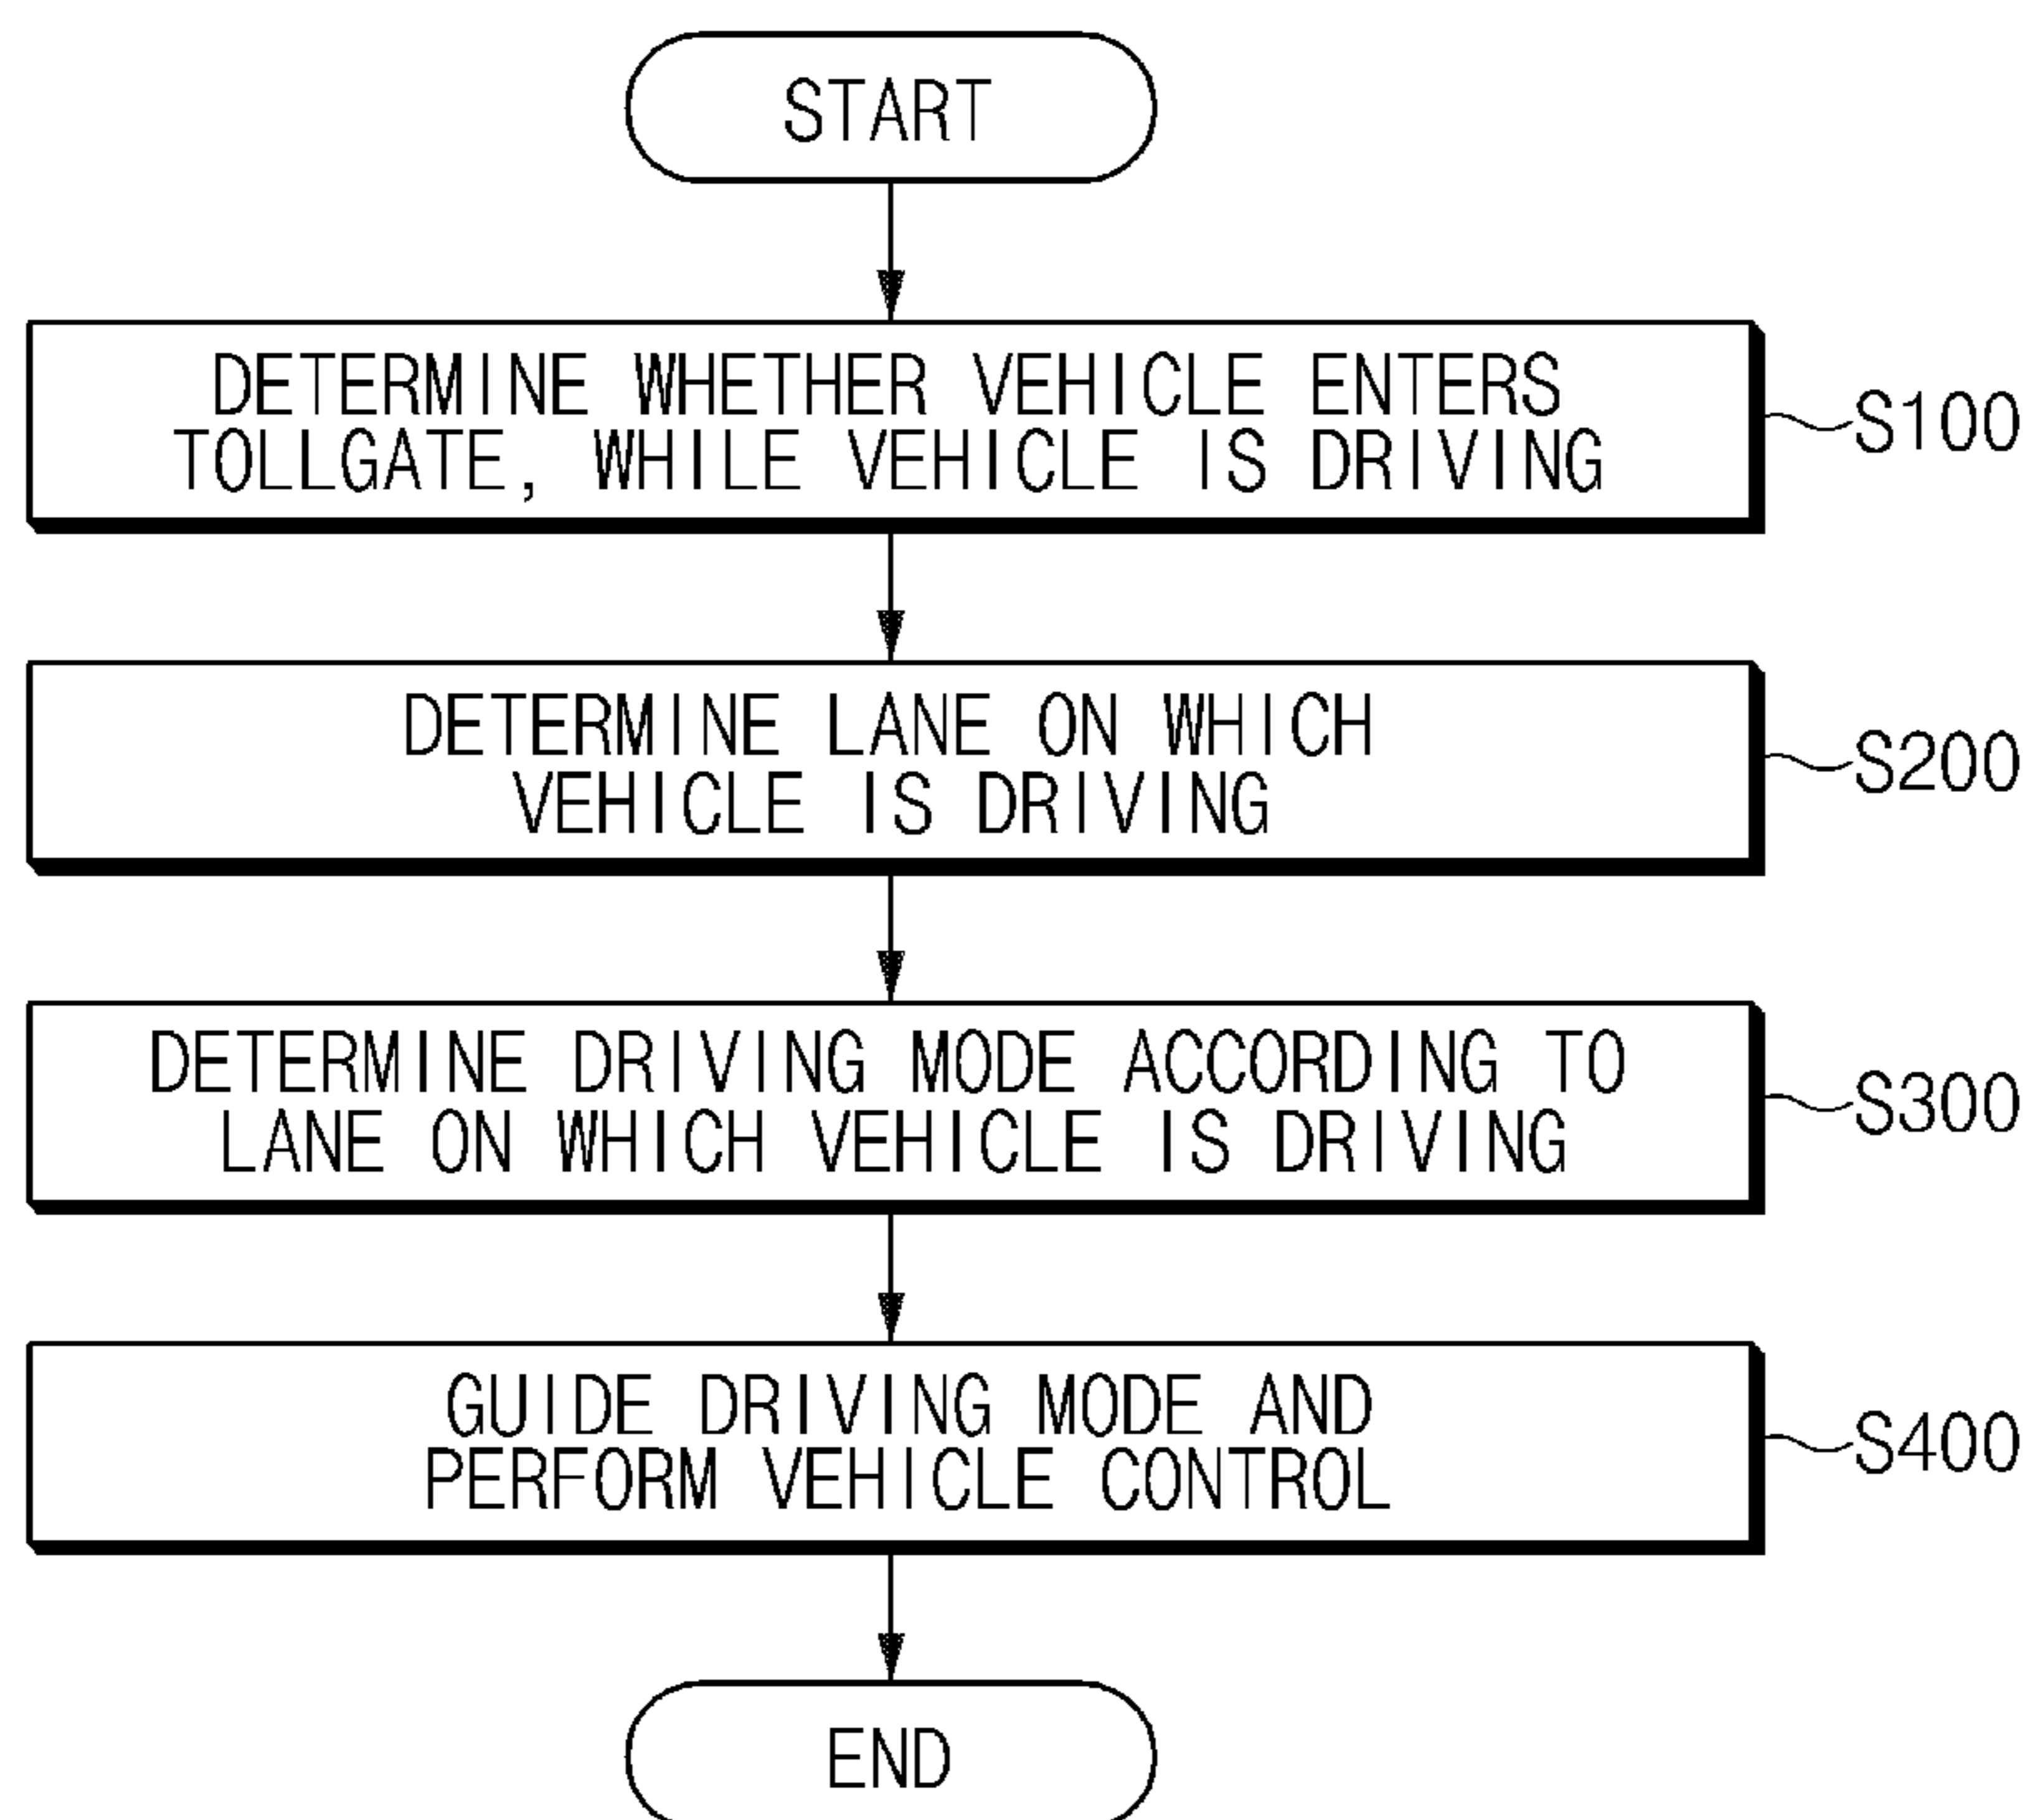 START
DETERMINE WHETHER VEHICLE ENTERS
TOLLGATE, WHILE VEHICLE IS DRIVING
S100
DETERMINE LANE ON WHICH
VEHICLE IS DRIVING
S200
DETERMINE DRIVING MODE ACCORDING TO
LANE ON WHICH VEHICLE IS DRIVING
S300
GUIDE DRIVING MODE AND
PERFORM VEHICLE CONTROL
S400
END